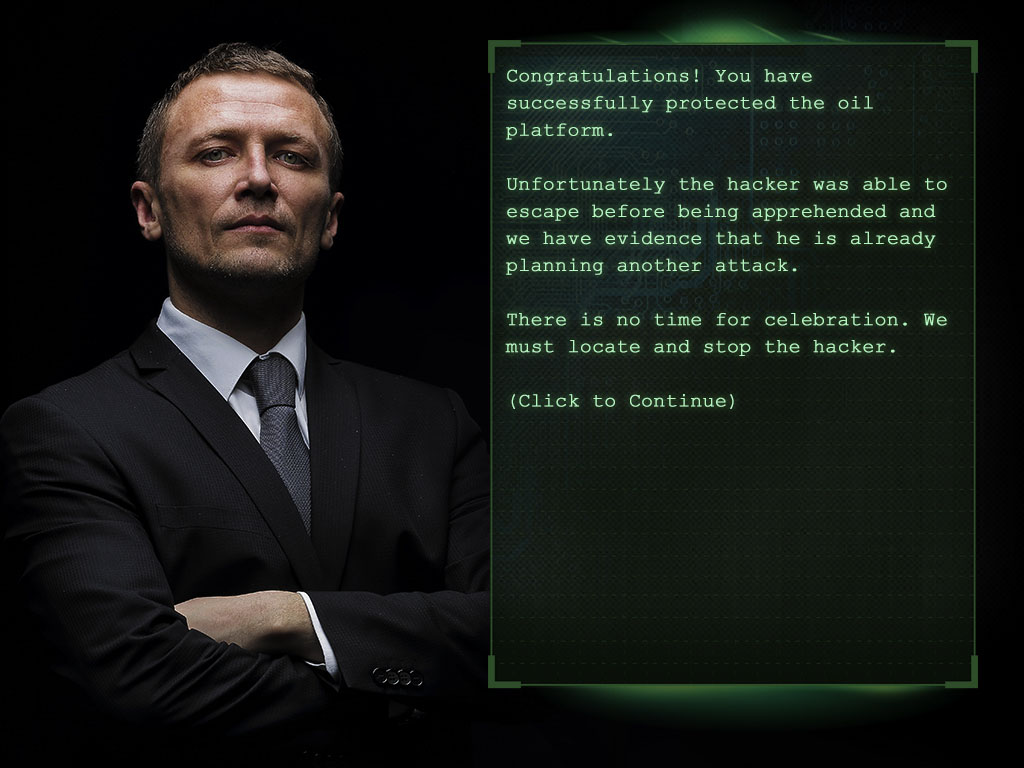 Congratulations! You have
successfully protected the oil
platform.
Unfortunately the hacker was able to
escape before being apprehended and
we have evidence that he is already
planning another attack.
There is no time for celebration. We
must locate and stop the hacker.
(Click to Continue)